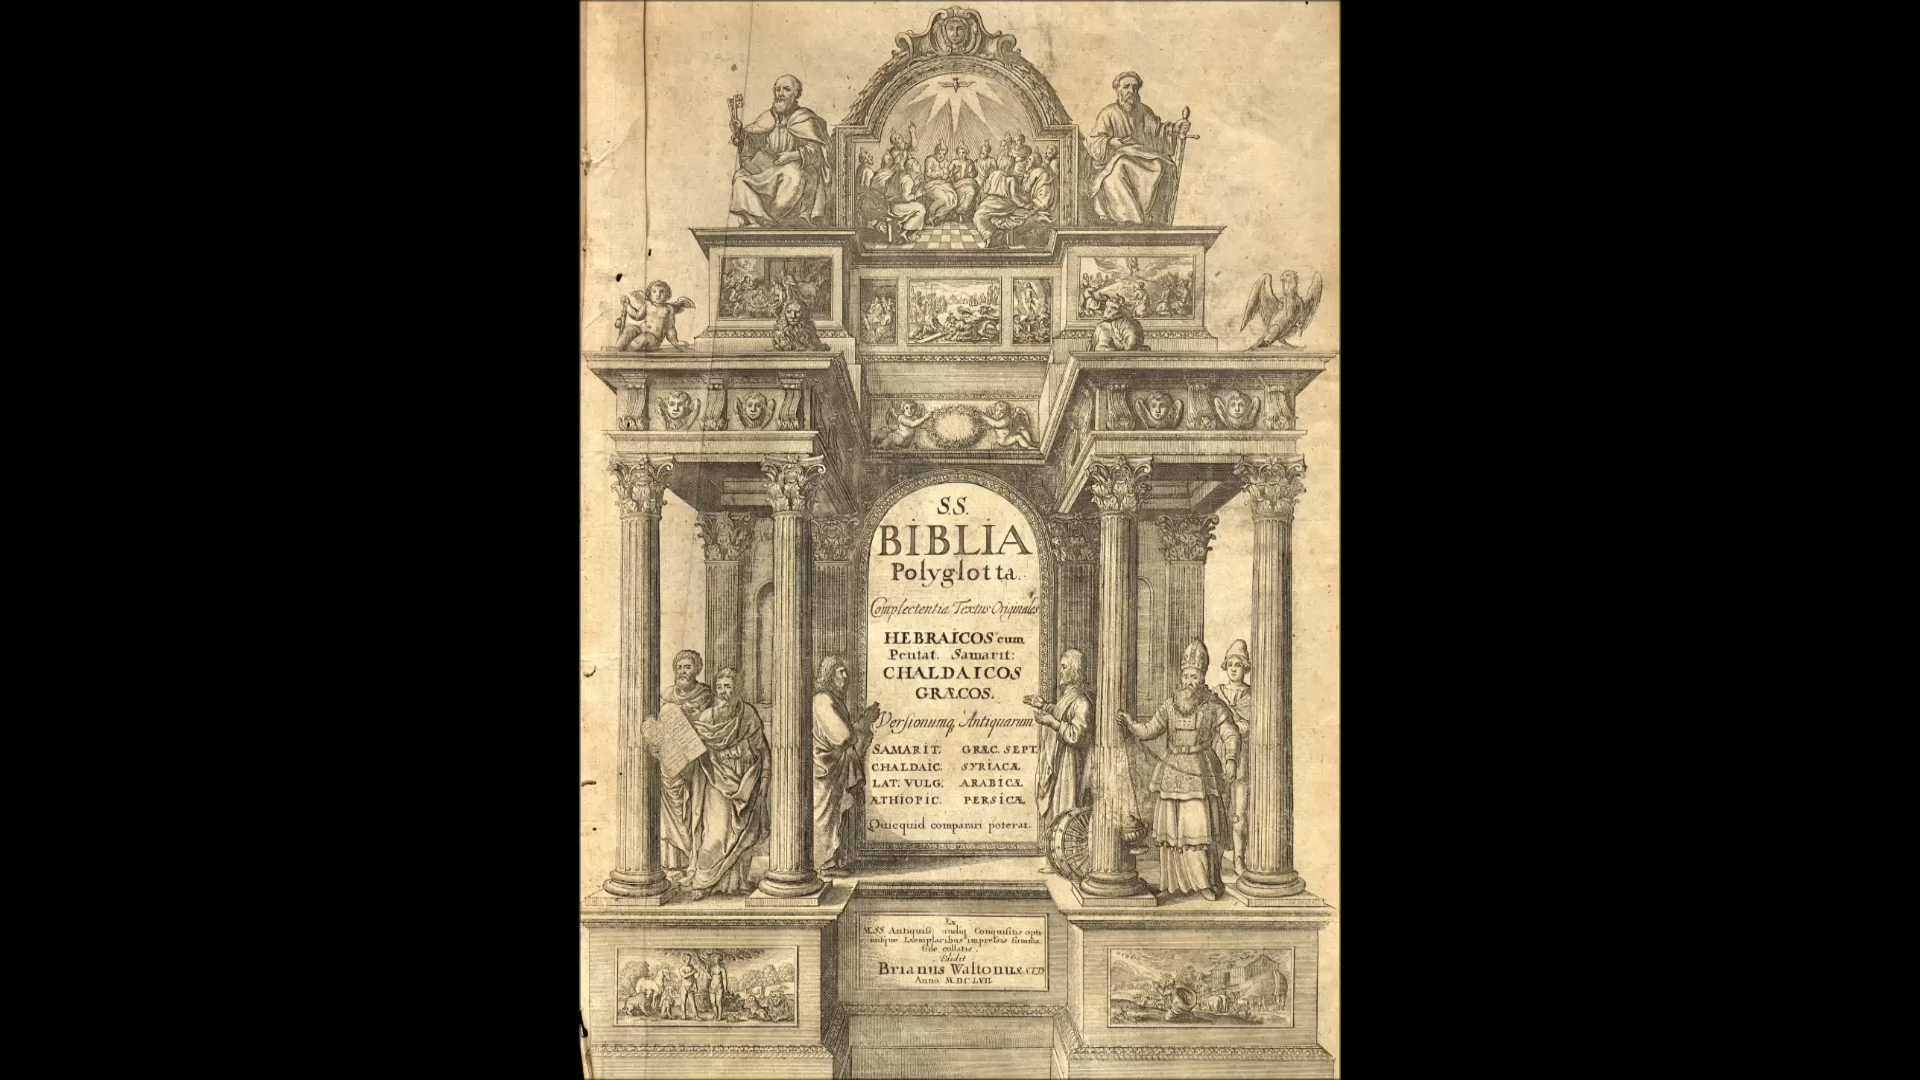 S.S.
BIBLIA
Polyglotta.
Complectentia Textus Originales
HEBRAICOS cum
Pentat. Samarit:
CHALDAICOS
GRÆCOS.
Versionumq Antiquarum
SAMARIT. GRÆC. SEPT.
CHALDAIC. SYRIACÆ
LAT. VULG. ARABICÆ
ÆTHIOPIC. PERSICÆ
Quicquid comparari poterat.
Ex
M.SS. Antiquiss: undiq Conquisitis opti
misque Exemplaribus impressis summa
fide collatis.
Edidit
Brianus Waltonus. S.T.D.
Anno. M.DC.LVII.